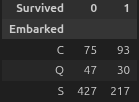 Survived 0 1
Embarked
C 75 93
Q 47 30
S 427 217